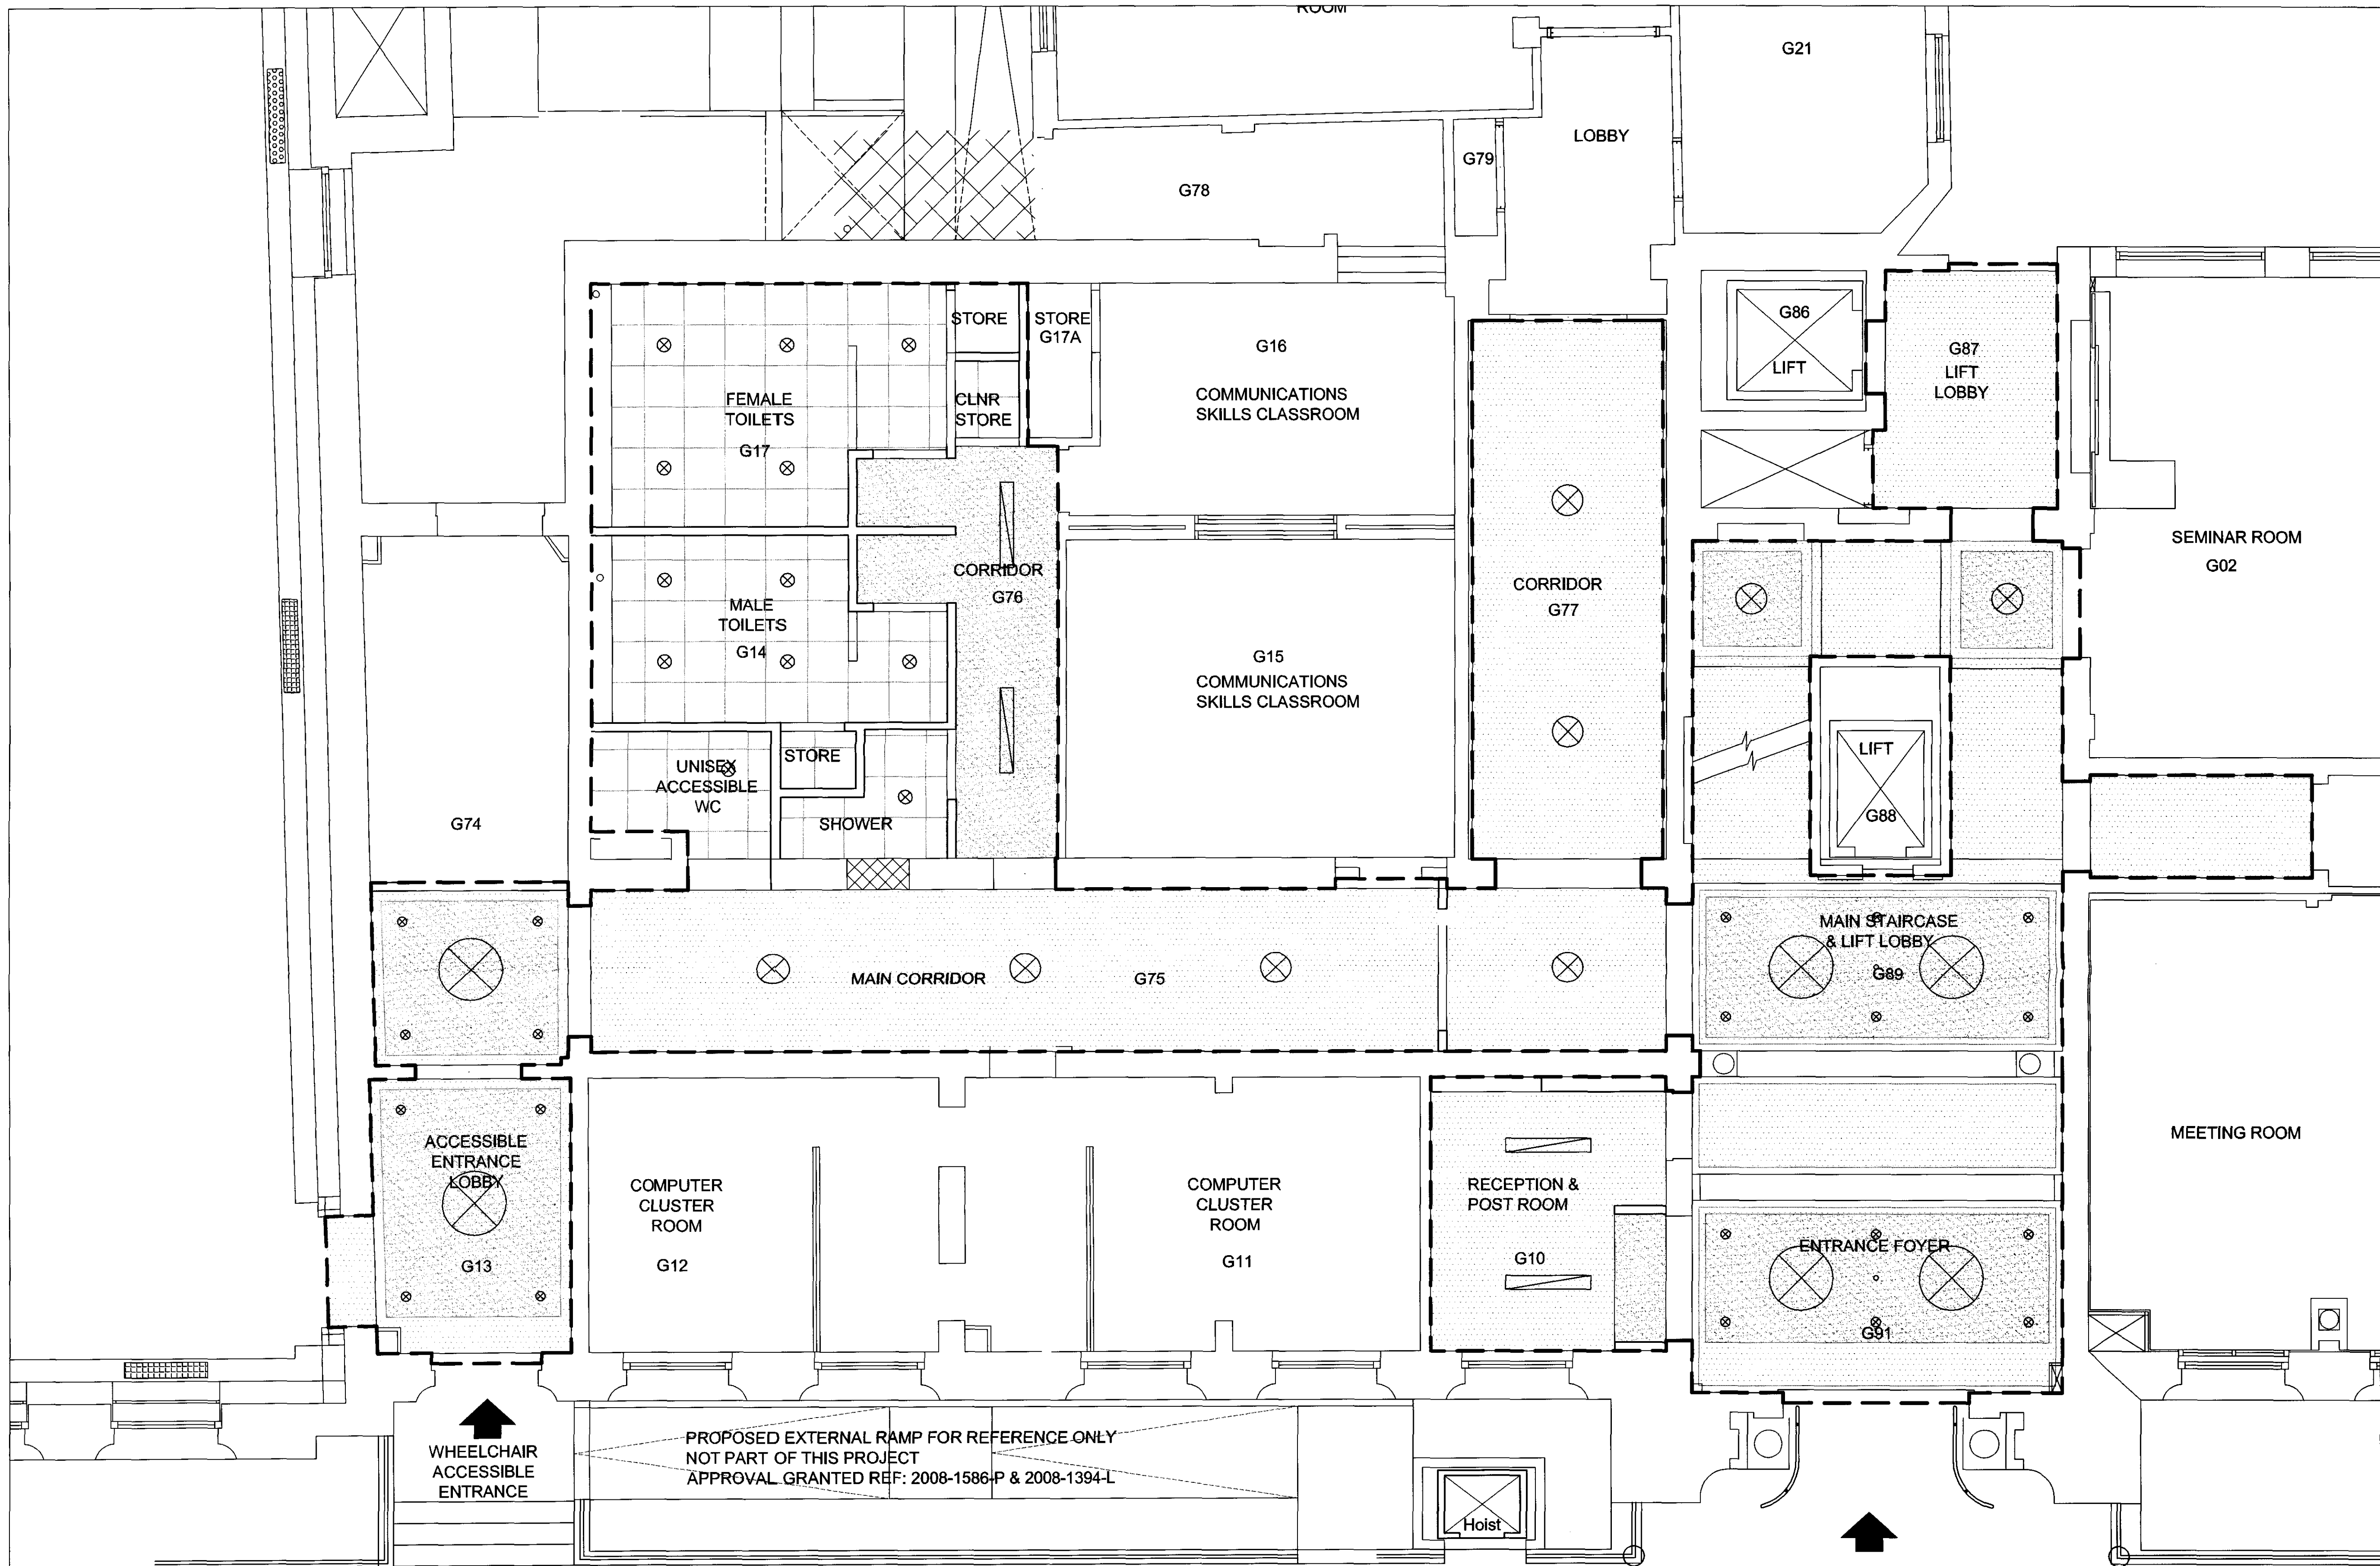 ROOM
G21
LOBBY
G79
G78
STORE
STORE
G17A
G16
COMMUNICATIONS
SKILLS CLASSROOM
G86
LIFT
G87
LIFT
LOBBY
FEMALE
TOILETS
G17
CLNR
STORE
SEMINAR ROOM
G02
CORRIDOR
G76
CORRIDOR
G77
MALE
TOILETS
G14
G15
COMMUNICATIONS
SKILLS CLASSROOM
LIFT
G88
STORE
UNISEX
ACCESSIBLE
WC
SHOWER
G74
MAIN STAIRCASE
& LIFT LOBBY
G89
MAIN CORRIDOR
G75
MEETING ROOM
ACCESSIBLE
ENTRANCE
LOBBY
G13
COMPUTER
CLUSTER
ROOM
G12
COMPUTER
CLUSTER
ROOM
G11
RECEPTION &
POST ROOM
G10
ENTRANCE FOYER
G91
WHEELCHAIR
ACCESSIBLE
ENTRANCE
PROPOSED EXTERNAL RAMP FOR REFERENCE ONLY
NOT PART OF THIS PROJECT
APPROVAL GRANTED REF: 2008-1586-P & 2008-1394-L
Hoist